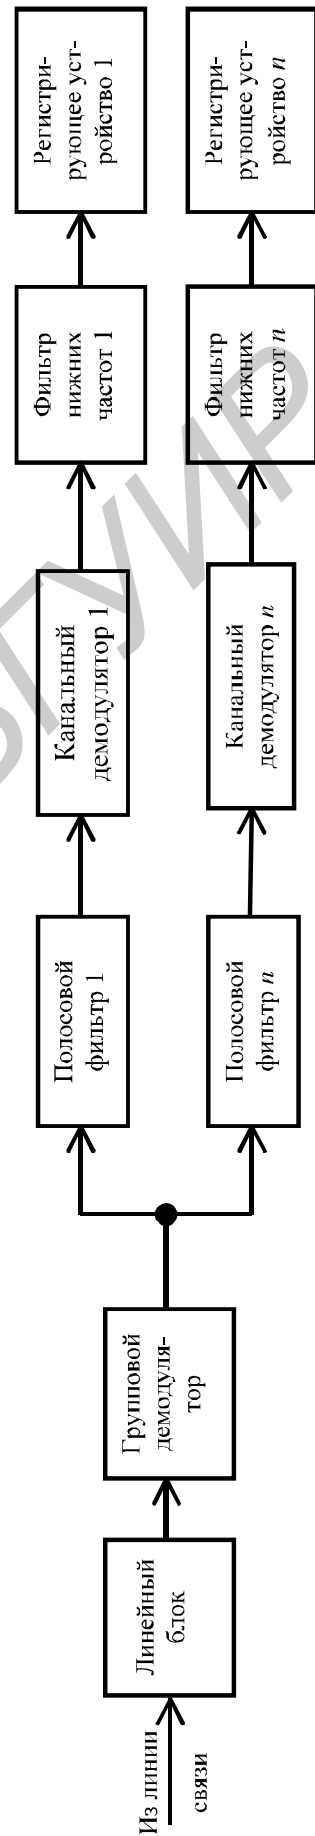 Из линии
связи
Линейный
блок
Групповой
демодуля-
тор
Полосовой
фильтр 1
Канальный
демодулятор 1
Фильтр
нижних
частот 1
Регистри-
рующее уст-
ройство 1
Полосовой
фильтр n
Канальный
демодулятор n
Фильтр
нижних
частот n
Регистри-
рующее уст-
ройство n
БГУИР